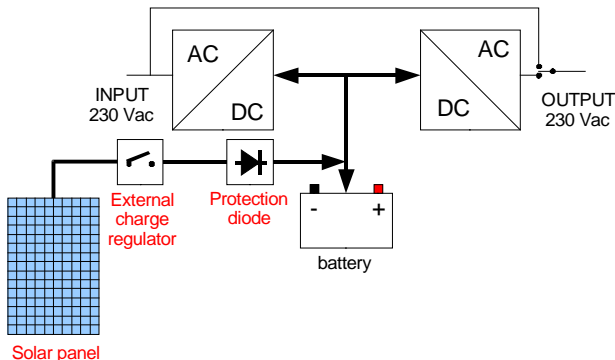 AC
DC
AC
DC
INPUT
230 Vac
OUTPUT
230 Vac
External
charge
regulator
Protection
diode
-
+
battery
Solar panel